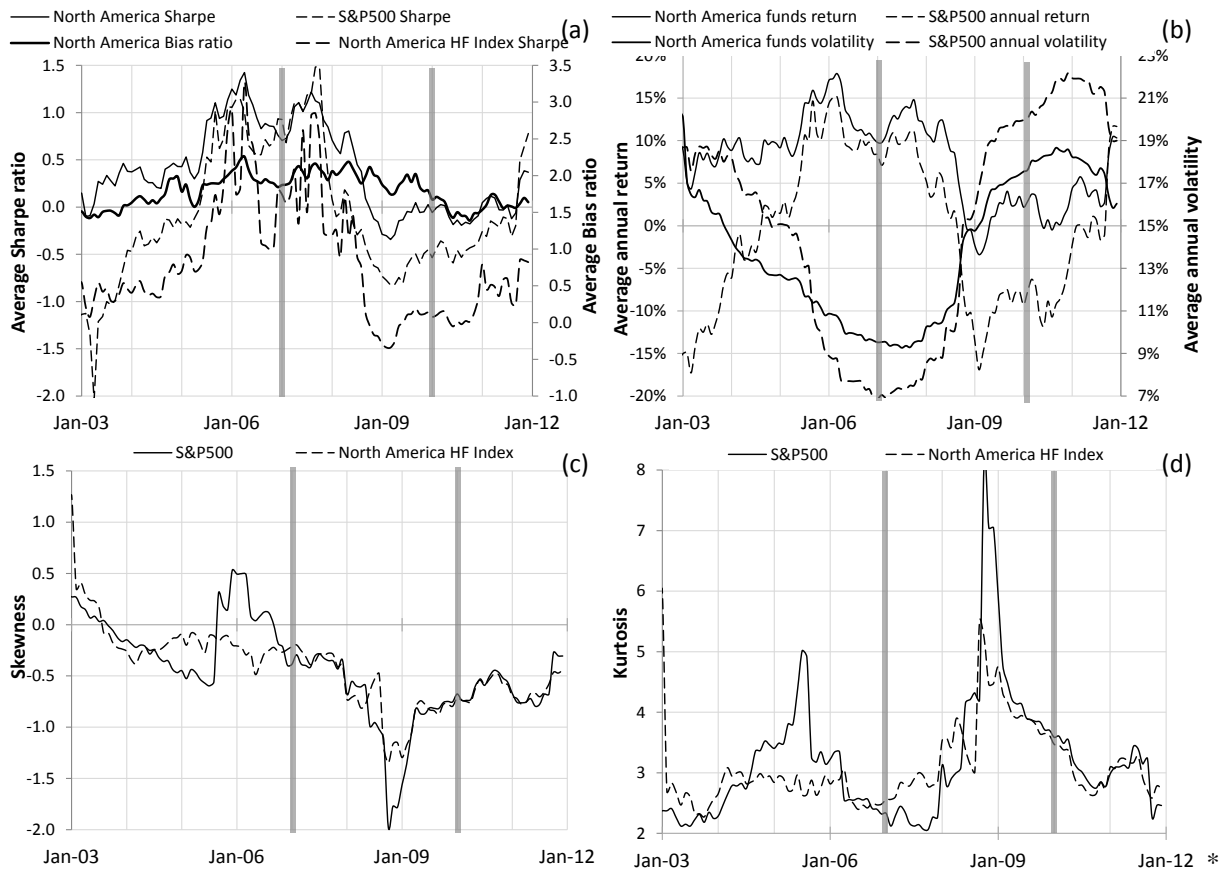 North America Sharpe
S&P500 Sharpe
(a)
North America Bias ratio
North America HF Index Sharpe
1.5
1.0
0.5
0.0
-0.5
-1.0
-1.5
-2.0
Average Sharpe ratio
3.5
3.0
2.5
2.0
1.5
1.0
0.5
0.0
-0.5
-1.0
Average Bias ratio
Jan-03
Jan-06
Jan-09
Jan-12
North America funds return
S&P500 annual return
(b)
North America funds volatility
S&P500 annual volatility
20%
15%
10%
5%
0%
-5%
-10%
-15%
-20%
Average annual return
23%
21%
19%
17%
15%
13%
11%
9%
7%
Average annual volatility
Jan-03
Jan-06
Jan-09
Jan-12
S&P500
North America HF Index
(c)
1.5
1.0
0.5
0.0
-0.5
-1.0
-1.5
-2.0
Skewness
Jan-03
Jan-06
Jan-09
Jan-12
S&P500
North America HF Index
(d)
8
7
6
5
4
3
2
Kurtosis
Jan-03
Jan-06
Jan-09
Jan-12
*